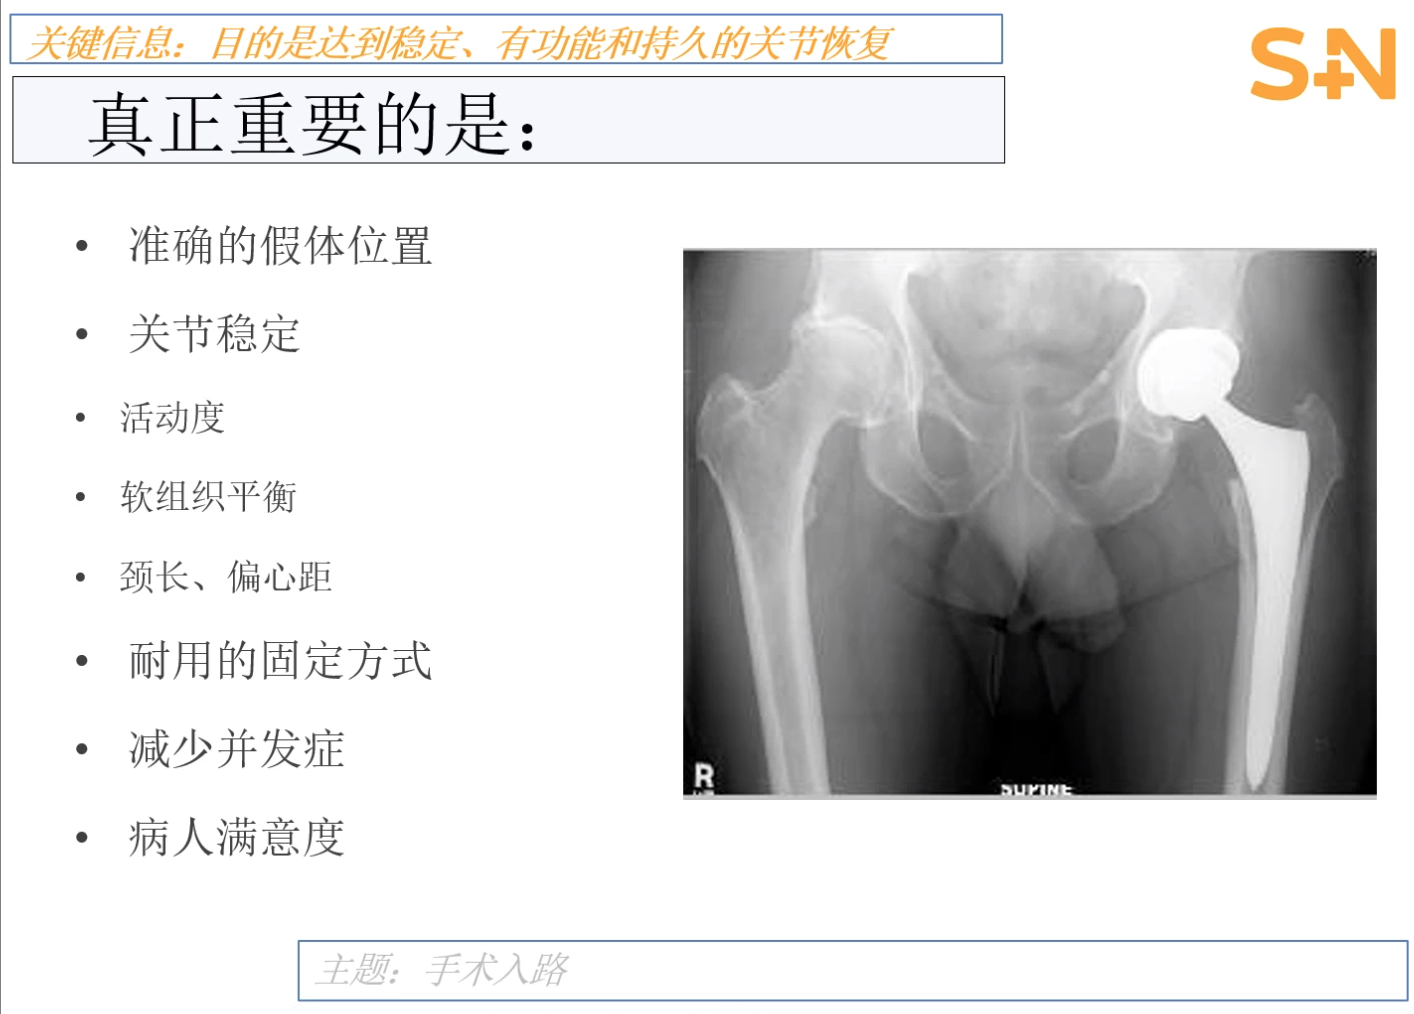 关键信息：目的是达到稳定、有功能和持久的关节恢复
S+N
真正重要的是：
• 准确的假体位置
• 关节稳定
• 活动度
• 软组织平衡
• 颈长、偏心距
• 耐用的固定方式
• 减少并发症
• 病人满意度
R
SUPINE
主题：手术入路